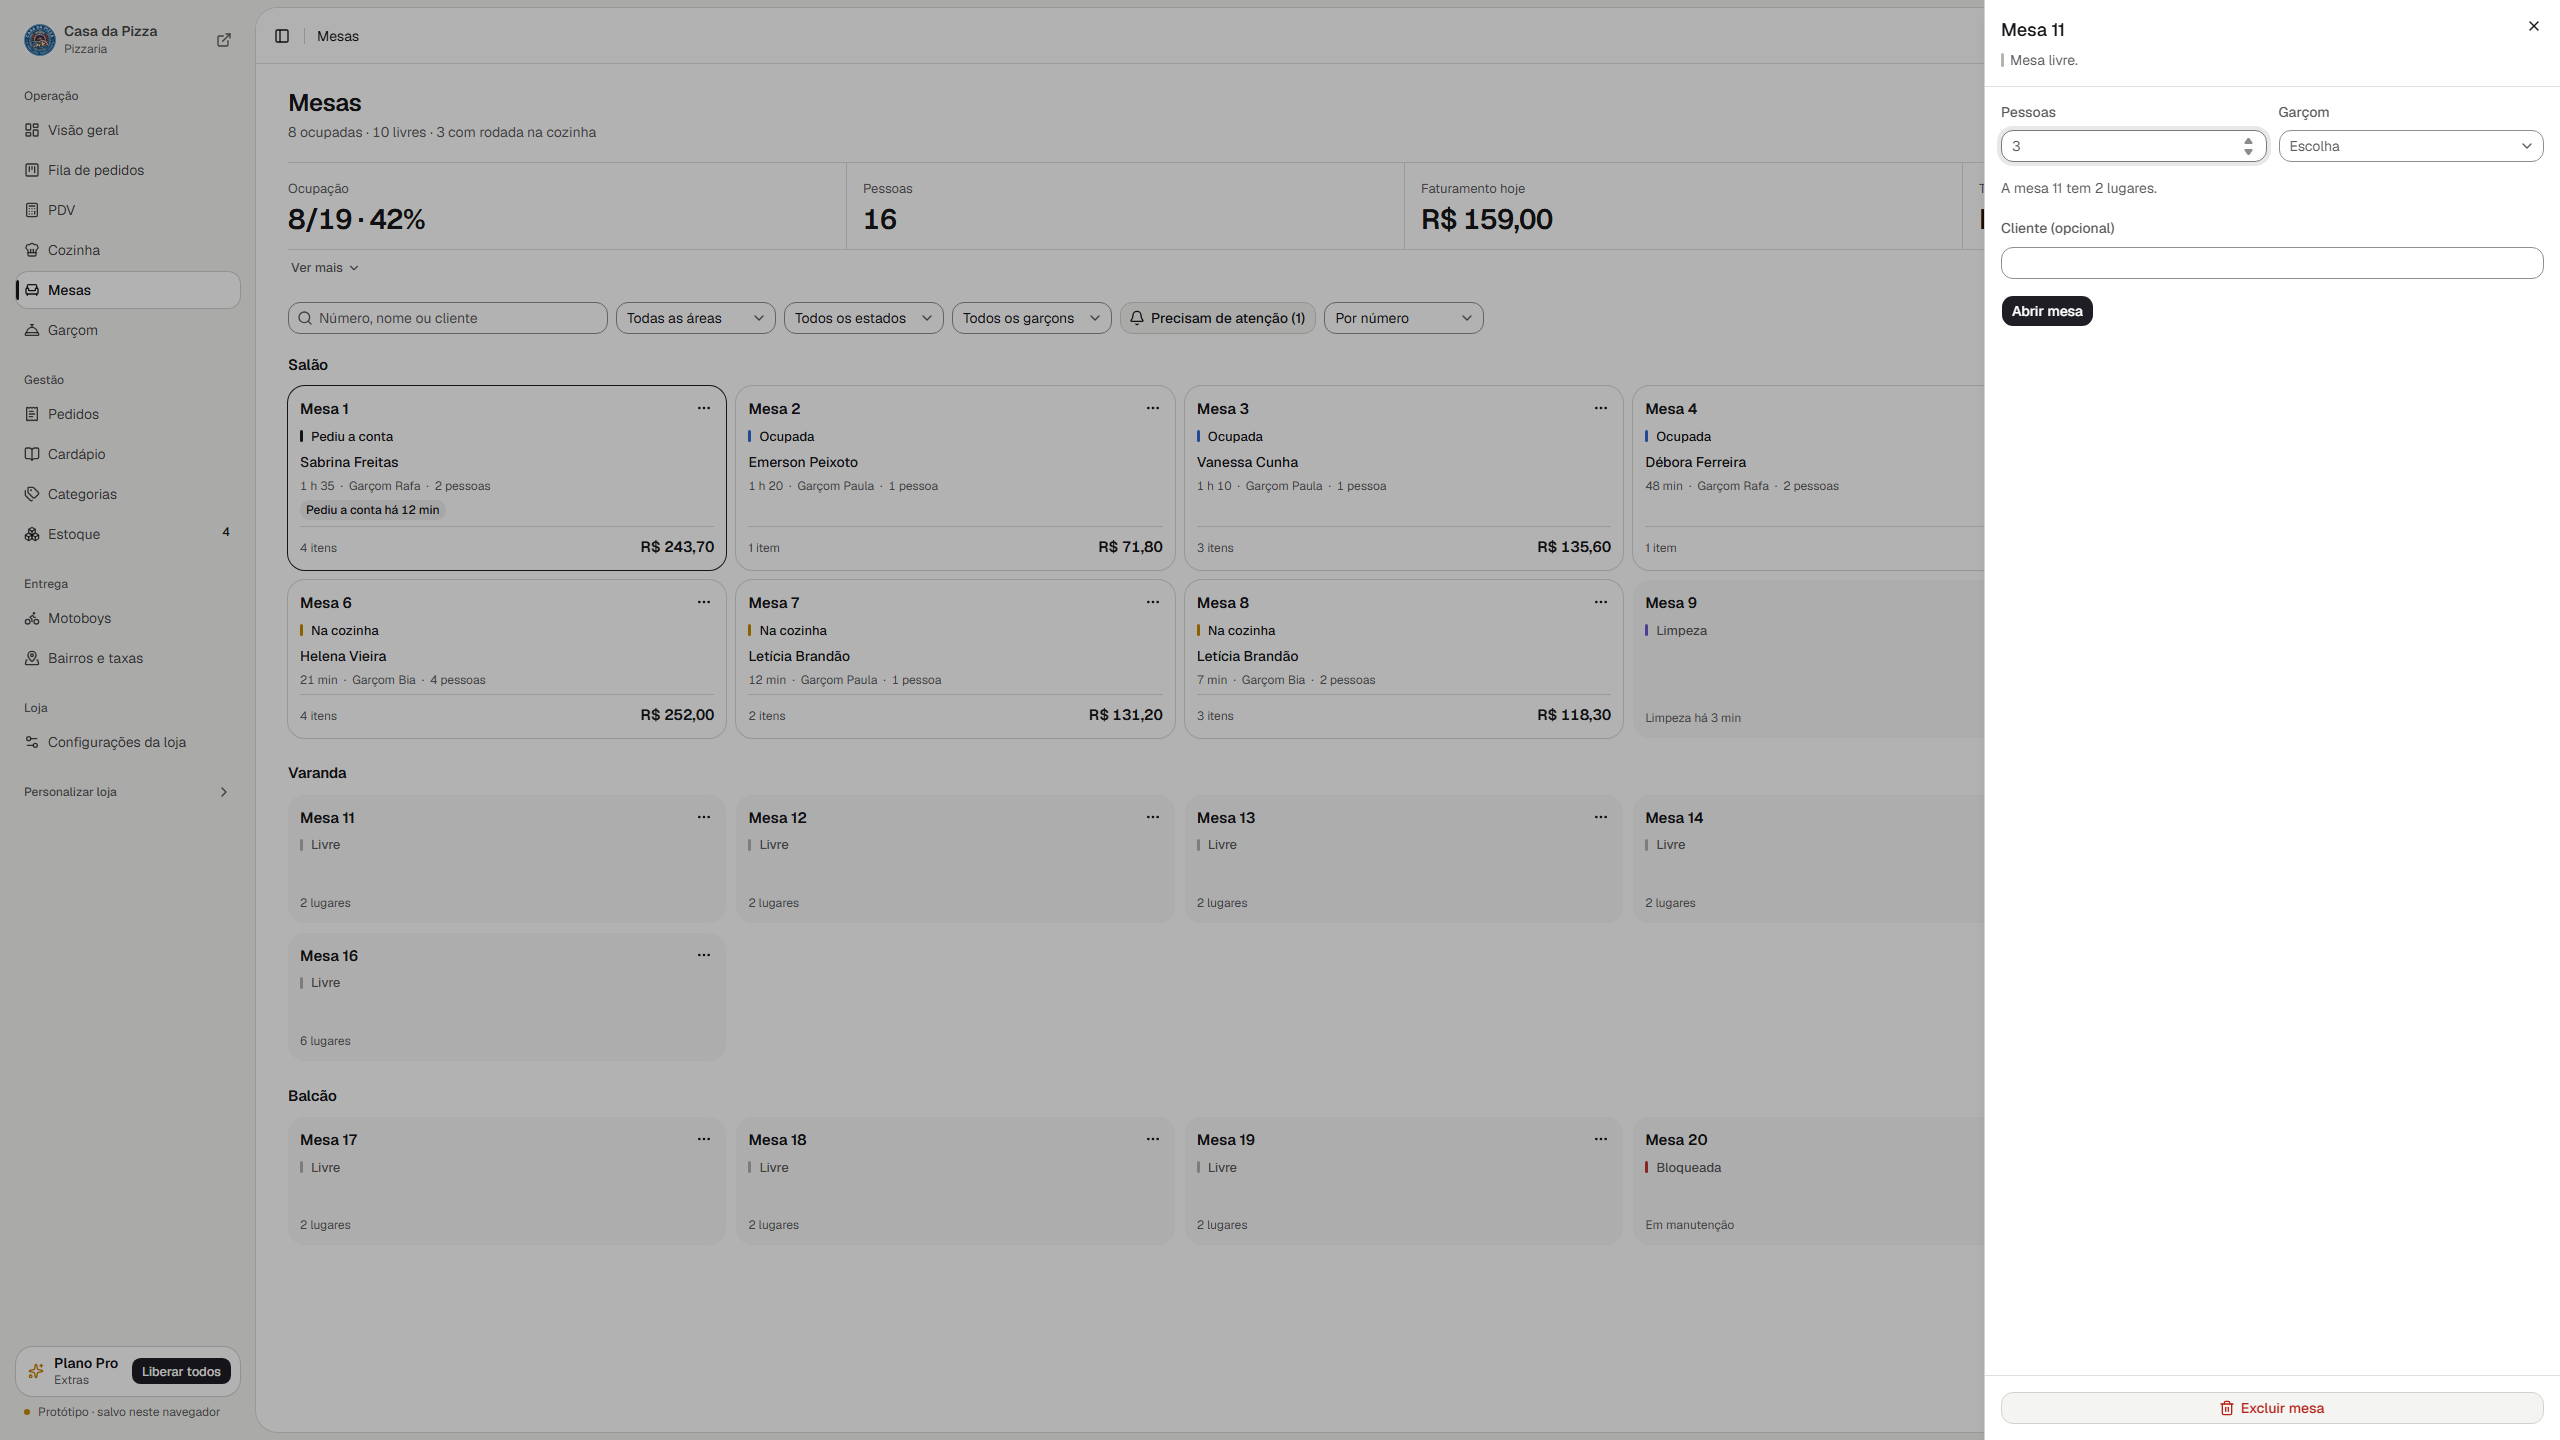 Casa da Pizza
Pizzaria
Operação
Visão geral
Fila de pedidos
PDV
Cozinha
Mesas
Garçom
Gestão
Pedidos
Cardápio
Categorias
Estoque
4
Entrega
Motoboys
Bairros e taxas
Loja
Configurações da loja
Personalizar loja
Plano Pro
Extras
Liberar todos
Protótipo · salvo neste navegador
Mesas
Mesas
8 ocupadas · 10 livres · 3 com rodada na cozinha
Ocupação
8/19 · 42%
Pessoas
16
Faturamento hoje
R$ 159,00
Ver mais
Número, nome ou cliente
Todas as áreas
Todos os estados
Todos os garçons
Precisam de atenção (1)
Por número
Salão
Mesa 1
Pediu a conta
Sabrina Freitas
1 h 35 · Garçom Rafa · 2 pessoas
Pediu a conta há 12 min
4 itens
R$ 243,70
Mesa 2
Ocupada
Emerson Peixoto
1 h 20 · Garçom Paula · 1 pessoa
1 item
R$ 71,80
Mesa 3
Ocupada
Vanessa Cunha
1 h 10 · Garçom Paula · 1 pessoa
3 itens
R$ 135,60
Mesa 4
Ocupada
Débora Ferreira
48 min · Garçom Rafa · 2 pessoas
1 item
Mesa 6
Na cozinha
Helena Vieira
21 min · Garçom Bia · 4 pessoas
4 itens
R$ 252,00
Mesa 7
Na cozinha
Letícia Brandão
12 min · Garçom Paula · 1 pessoa
2 itens
R$ 131,20
Mesa 8
Na cozinha
Letícia Brandão
7 min · Garçom Bia · 2 pessoas
3 itens
R$ 118,30
Mesa 9
Limpeza
Limpeza há 3 min
Varanda
Mesa 11
Livre
2 lugares
Mesa 12
Livre
2 lugares
Mesa 13
Livre
2 lugares
Mesa 14
Livre
2 lugares
Mesa 16
Livre
6 lugares
Balcão
Mesa 17
Livre
2 lugares
Mesa 18
Livre
2 lugares
Mesa 19
Livre
2 lugares
Mesa 20
Bloqueada
Em manutenção
Mesa 11
Mesa livre.
Pessoas
3
Garçom
Escolha
A mesa 11 tem 2 lugares.
Cliente (opcional)
Abrir mesa
Excluir mesa